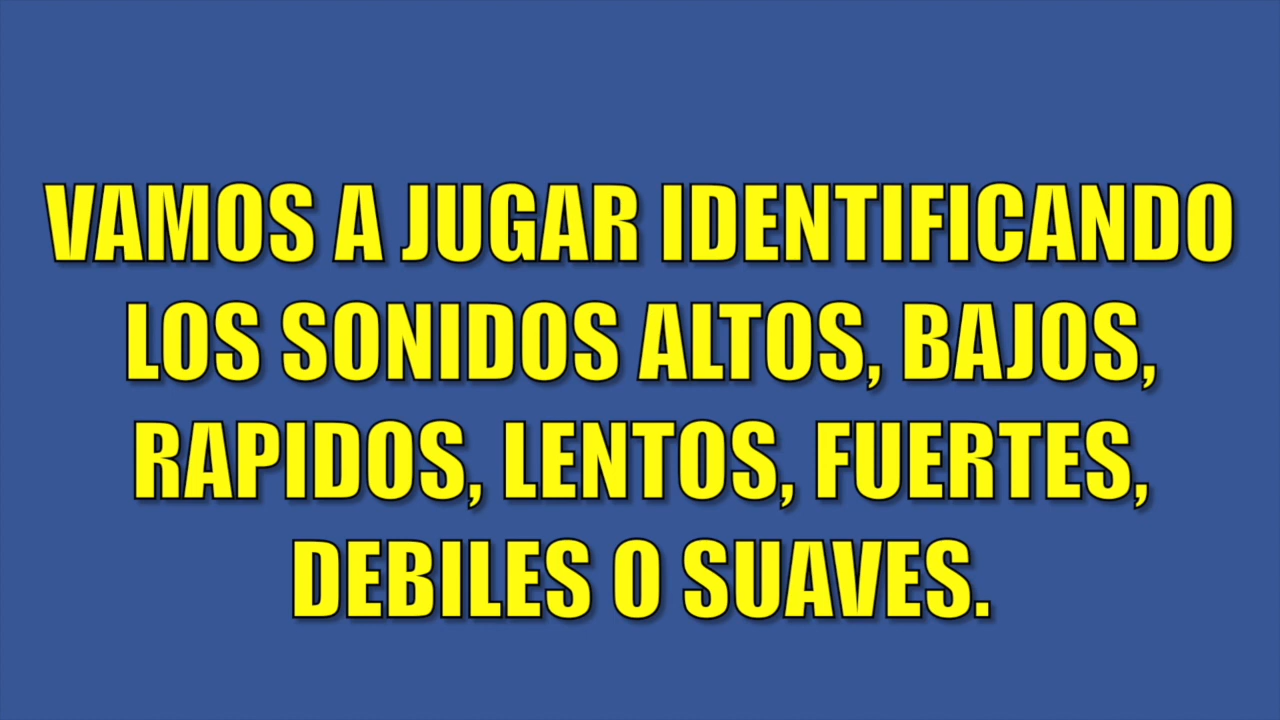 VAMOS A JUGAR IDENTIFICANDO
LOS SONIDOS ALTOS, BAJOS,
RAPIDOS, LENTOS, FUERTES,
DEBILES O SUAVES.